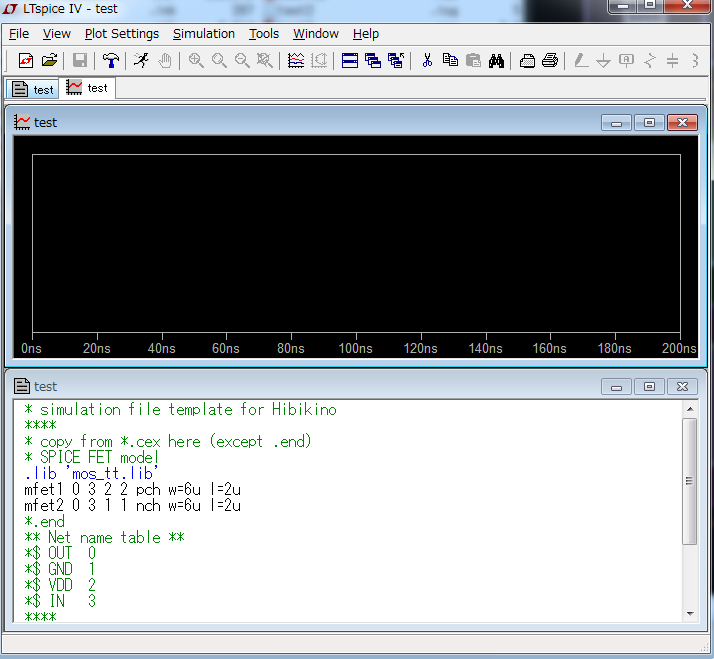 LTspice IV - test
File View Plot Settings Simulation Tools Window Help
test test
test
0ns 20ns 40ns 60ns 80ns 100ns 120ns 140ns 160ns 180ns 200ns
test
* simulation file template for Hibikino
****
* copy from *.cex here (except .end)
* SPICE FET model
.lib 'mos_tt.lib'
mfet1 0 3 2 2 pch w=6u l=2u
mfet2 0 3 1 1 nch w=6u l=2u
*.end
** Net name table **
*$ OUT 0
*$ GND 1
*$ VDD 2
*$ IN 3
****